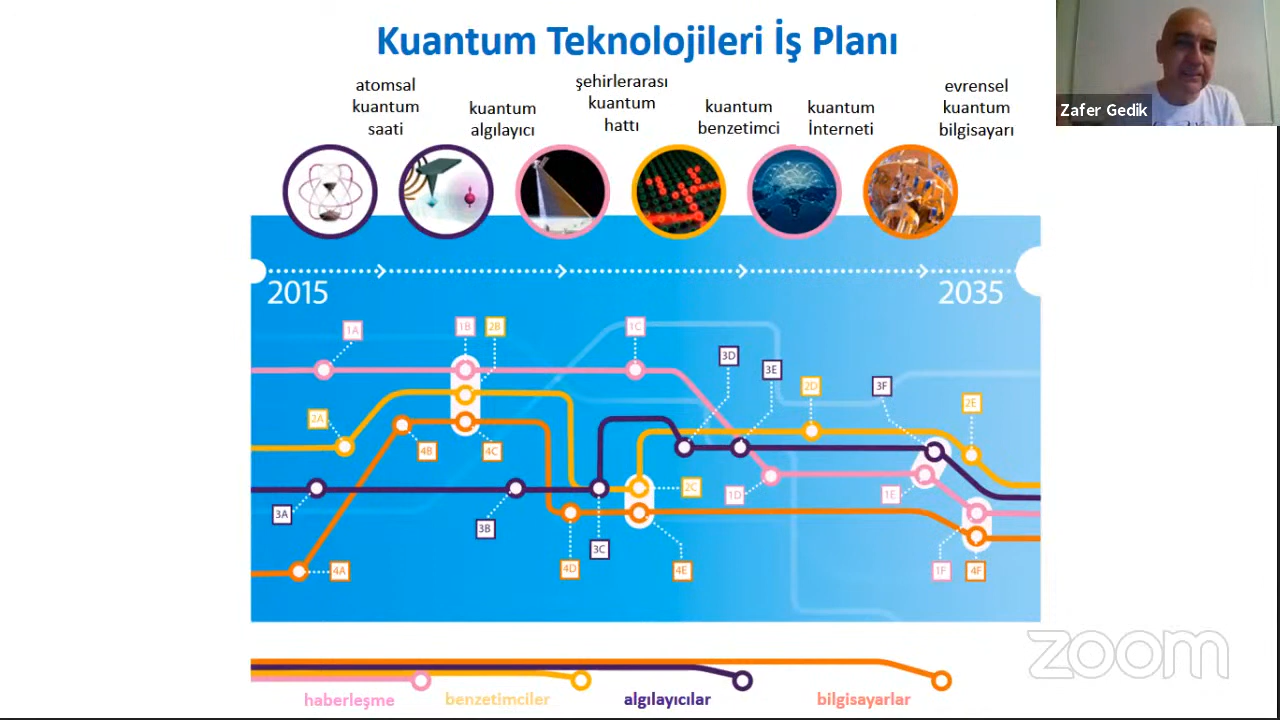 Kuantum Teknolojileri İş Planı
Zafer Gedik
atomsal
kuantum
saati
kuantum
algılayıcı
şehirlerarası
kuantum
hattı
kuantum
benzetimci
kuantum
İnterneti
evrensel
kuantum
bilgisayarı
2015
2035
1A
1B
2B
1C
3D
3E
2D
3F
2E
2A
4B
4C
2C
1D
1E
3A
3B
3C
4A
4D
4E
1F
4F
zoom
haberleşme
benzetimciler
algılayıcılar
bilgisayarlar